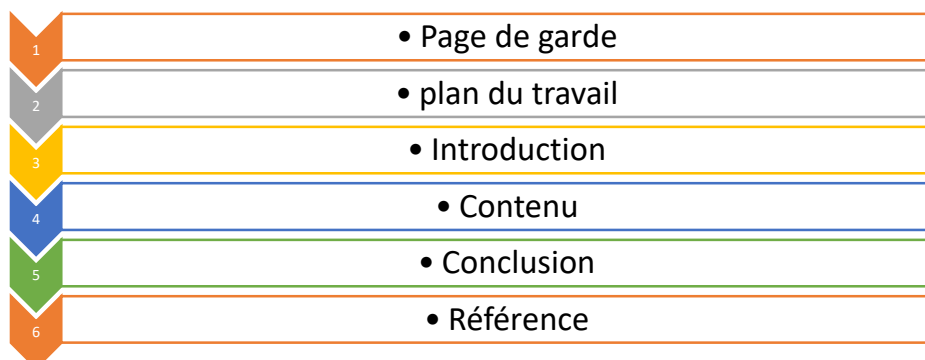 1
• Page de garde
2
• plan du travail
3
• Introduction
4
• Contenu
5
• Conclusion
6
• Référence